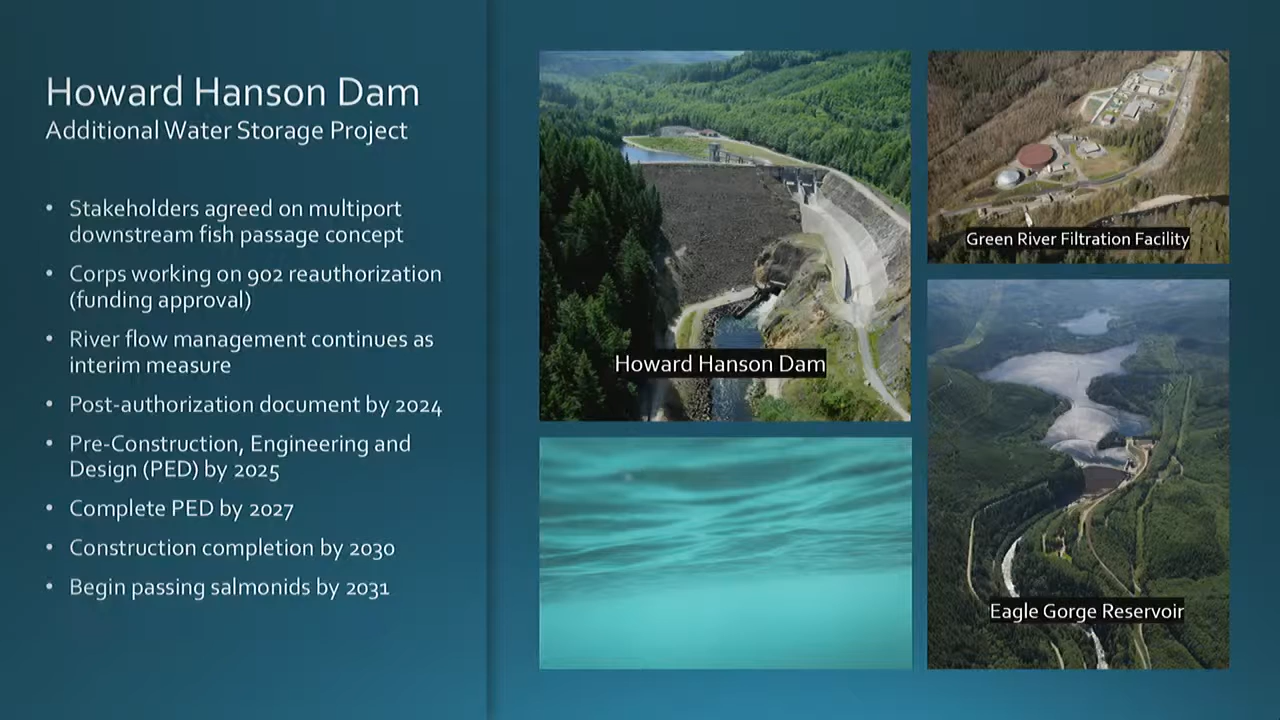 Howard Hanson Dam
Additional Water Storage Project
• Stakeholders agreed on multiport
downstream fish passage concept
• Corps working on 902 reauthorization
(funding approval)
• River flow management continues as
interim measure
• Post-authorization document by 2024
• Pre-Construction, Engineering and
Design (PED) by 2025
• Complete PED by 2027
• Construction completion by 2030
• Begin passing salmonids by 2031
Howard Hanson Dam
Green River Filtration Facility
Eagle Gorge Reservoir